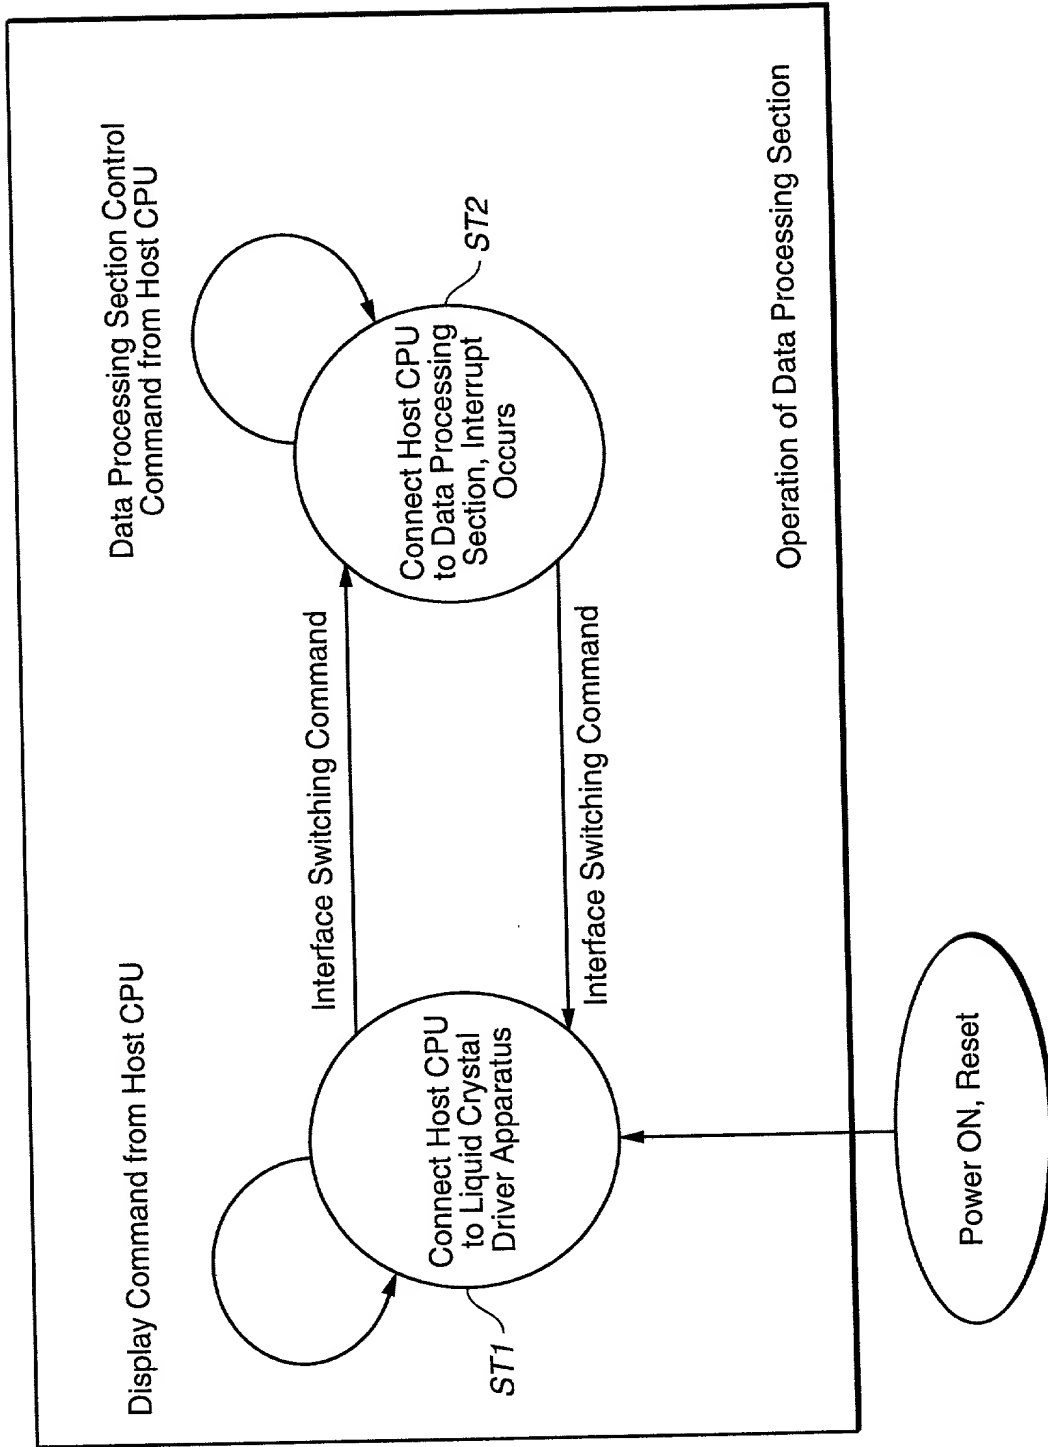 Display Command from Host CPU
Data Processing Section Control
Command from Host CPU
Interface Switching Command
Connect Host CPU
to Liquid Crystal
Driver Apparatus
ST1
Connect Host CPU
to Data Processing
Section, Interrupt
Occurs
ST2
Interface Switching Command
Operation of Data Processing Section
Power ON, Reset